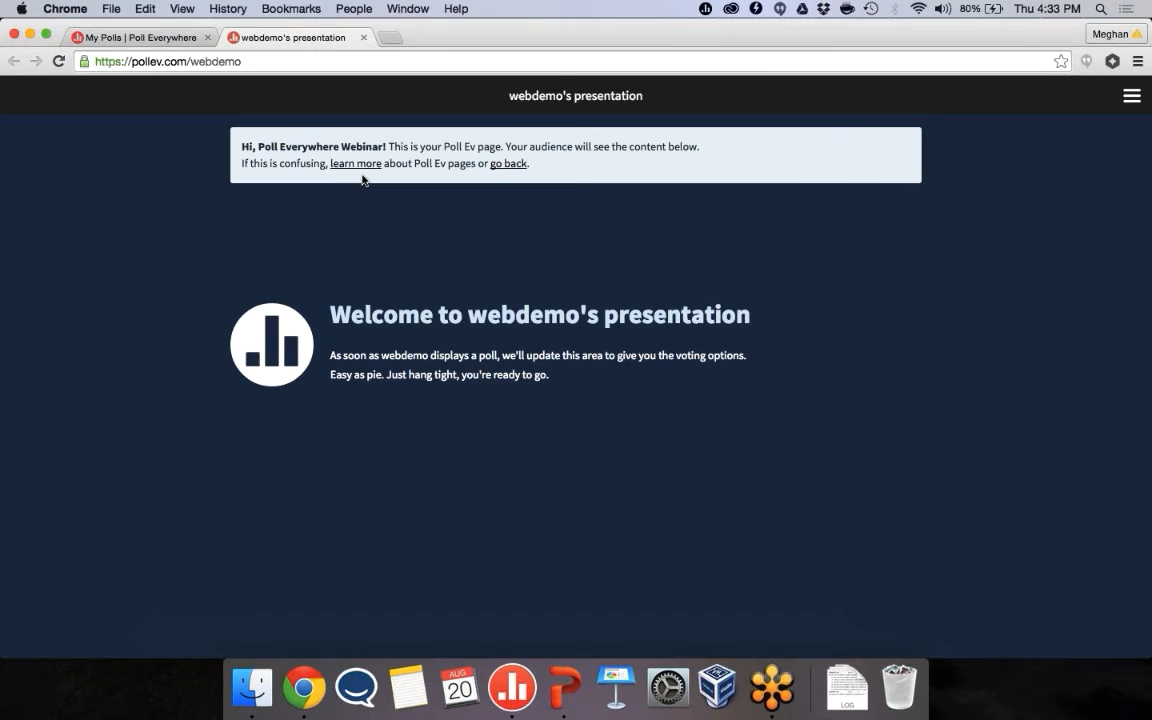 Chrome File Edit View History Bookmarks People Window Help 80% Thu 4:33 PM
My Polls | Poll Everywhere webdemo's presentation Meghan
https://pollev.com/webdemo
webdemo's presentation
Hi, Poll Everywhere Webinar! This is your Poll Ev page. Your audience will see the content below.
If this is confusing, learn more about Poll Ev pages or go back.
Welcome to webdemo's presentation
As soon as webdemo displays a poll, we'll update this area to give you the voting options.
Easy as pie. Just hang tight, you're ready to go.
AUG
20
LOG